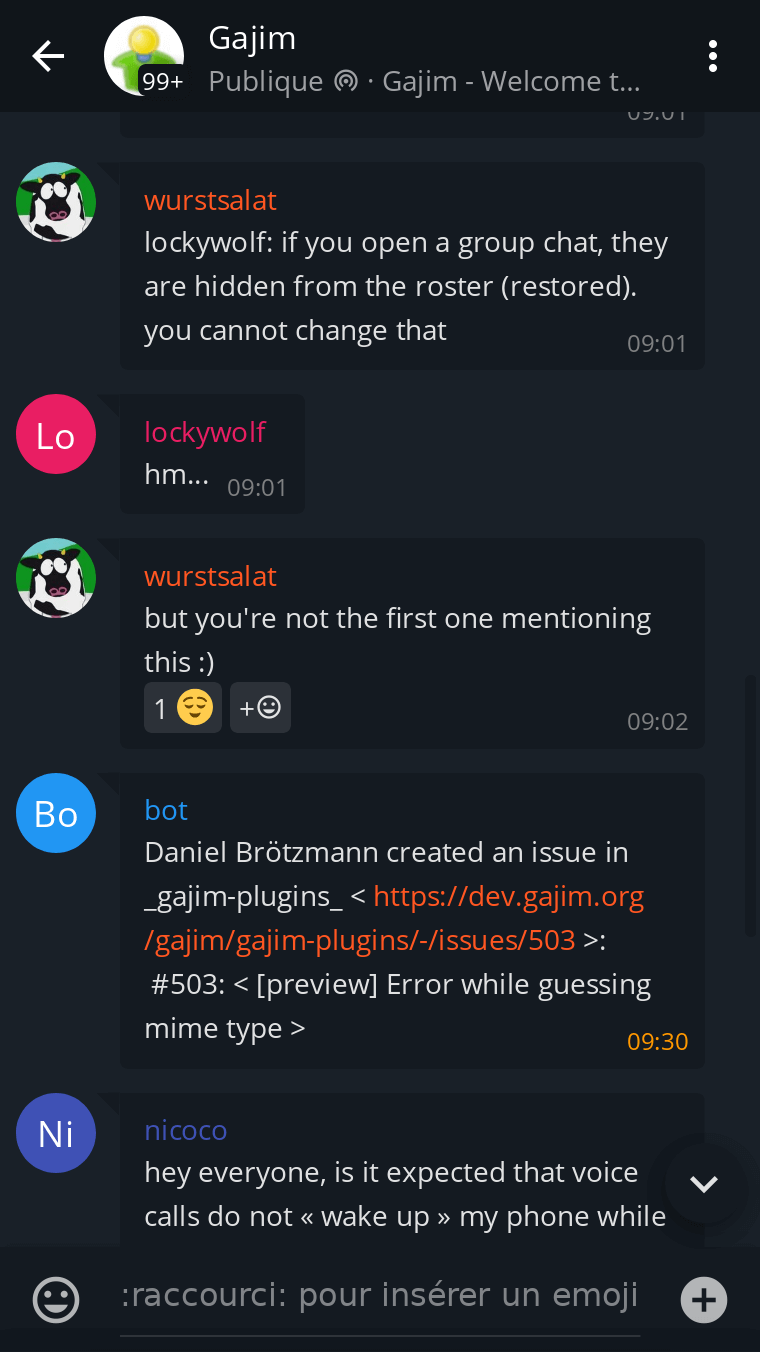 Gajim
99+
Publique · Gajim - Welcome t...
09:01
wurstsalat
lockywolf: if you open a group chat, they
are hidden from the roster (restored).
you cannot change that
09:01
Lo
lockywolf
hm... 09:01
wurstsalat
but you're not the first one mentioning
this :)
1
+
09:02
Bo
bot
Daniel Brötzmann created an issue in
_gajim-plugins_ < https://dev.gajim.org
/gajim/gajim-plugins/-/issues/503 >:
#503: < [preview] Error while guessing
mime type >
09:30
Ni
nicoco
hey everyone, is it expected that voice
calls do not « wake up » my phone while
:raccourci: pour insérer un emoji